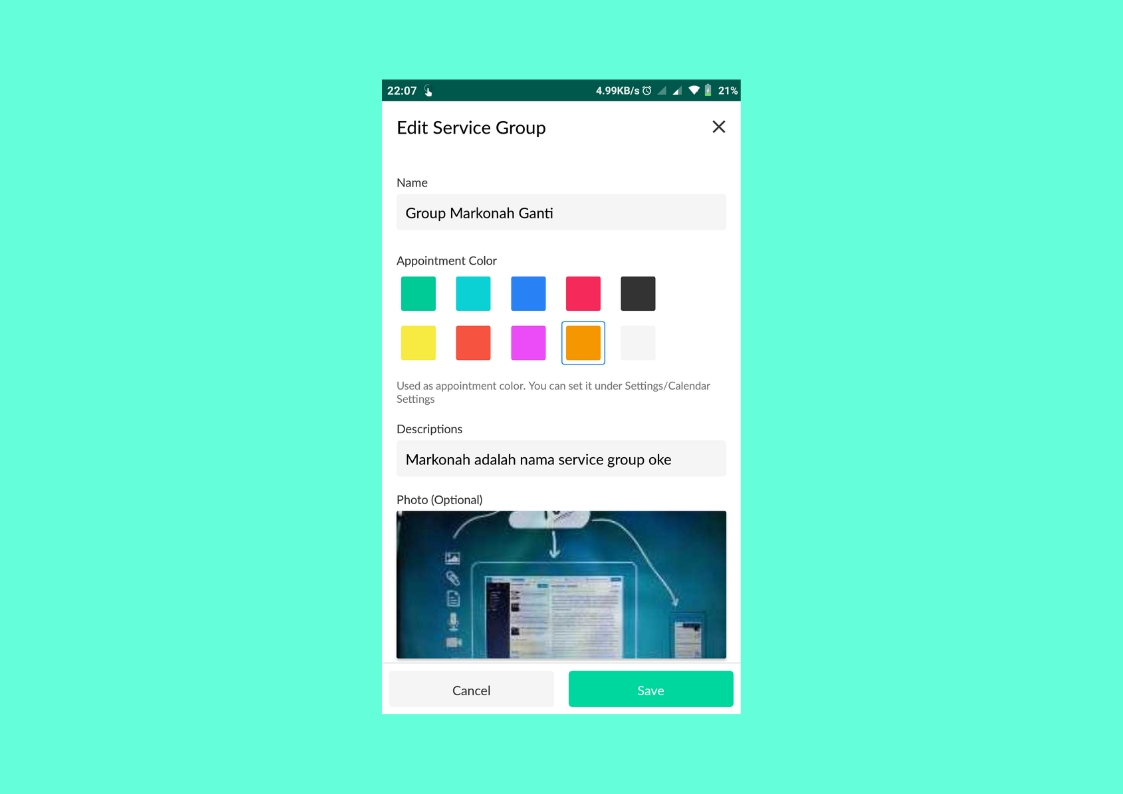 22:07 4.99KB/s 21%
Edit Service Group
Name
Group Markonah Ganti
Appointment Color
Used as appointment color. You can set it under Settings/Calendar
Settings
Descriptions
Markonah adalah nama service group oke
Photo (Optional)
Cancel Save